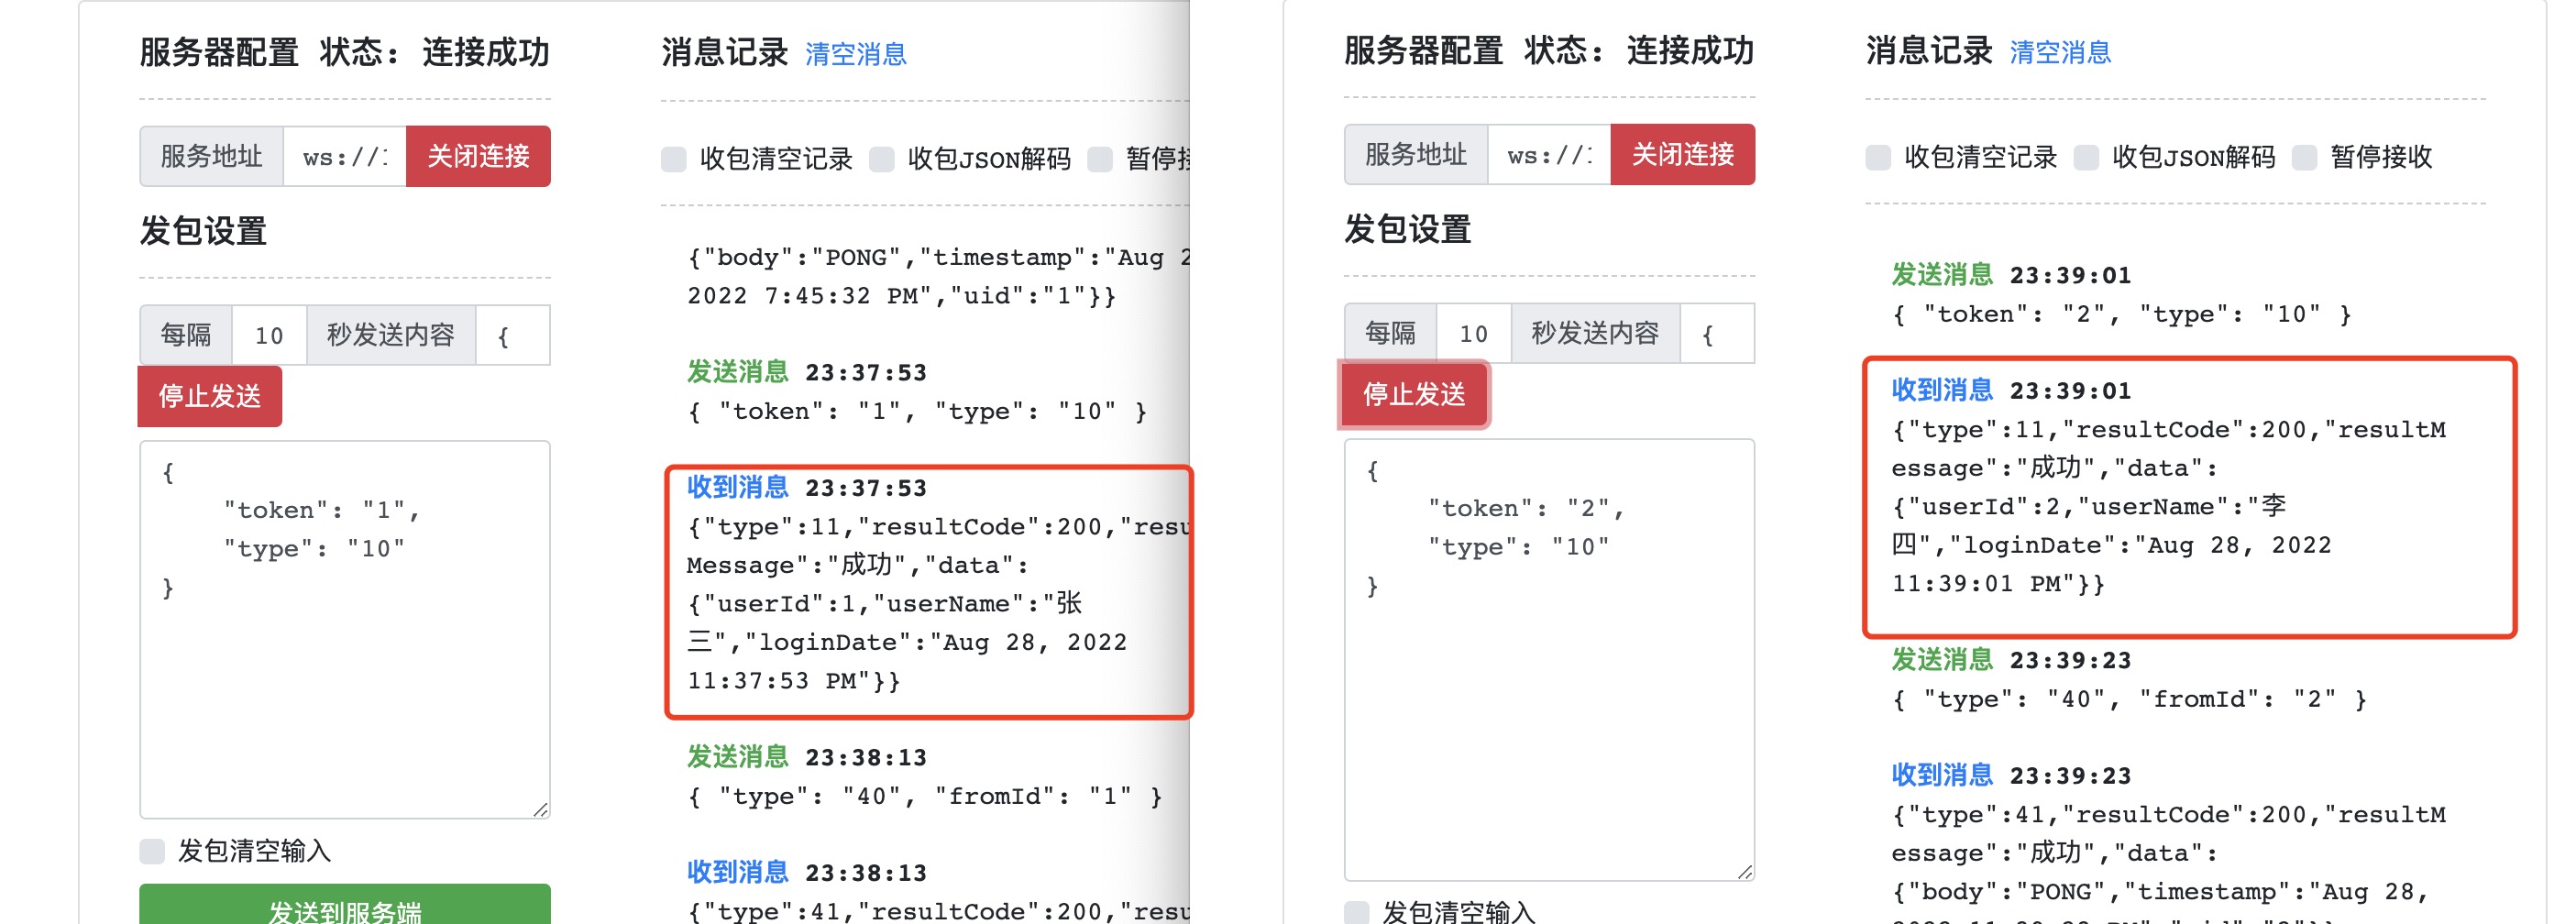 服务器配置 状态： 连接成功
服务地址 ws://: 关闭连接
发包设置
每隔 10 秒发送内容 {
停止发送
{
"token": "1",
"type": "10"
}
发包清空输入
发送到服务端
消息记录 清空消息
收包清空记录 收包JSON解码 暂停接
{"body":"PONG","timestamp":"Aug 2
2022 7:45:32 PM","uid":"1"}}
发送消息 23:37:53
{ "token": "1", "type": "10" }
收到消息 23:37:53
{"type":11,"resultCode":200,"resu
Message":"成功","data":
{"userId":1,"userName":"张
三","loginDate":"Aug 28, 2022
11:37:53 PM"}}
发送消息 23:38:13
{ "type": "40", "fromId": "1" }
收到消息 23:38:13
{"type":41,"resultCode":200,"resu
服务器配置 状态： 连接成功
服务地址 ws://: 关闭连接
发包设置
每隔 10 秒发送内容 {
停止发送
{
"token": "2",
"type": "10"
}
发包清空输入
消息记录 清空消息
收包清空记录 收包JSON解码 暂停接收
发送消息 23:39:01
{ "token": "2", "type": "10" }
收到消息 23:39:01
{"type":11,"resultCode":200,"resultM
essage":"成功","data":
{"userId":2,"userName":"李
四","loginDate":"Aug 28, 2022
11:39:01 PM"}}
发送消息 23:39:23
{ "type": "40", "fromId": "2" }
收到消息 23:39:23
{"type":41,"resultCode":200,"resultM
essage":"成功","data":
{"body":"PONG","timestamp":"Aug 28,